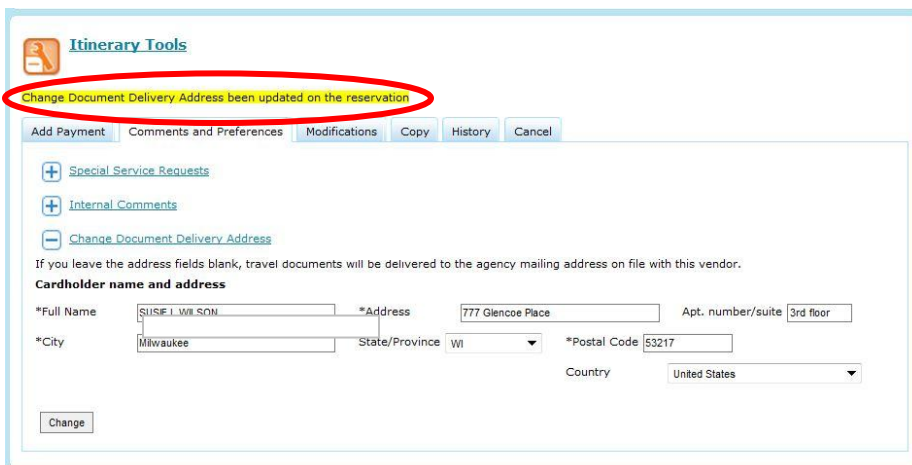 Itinerary Tools
Change Document Delivery Address been updated on the reservation
Add Payment Comments and Preferences Modifications Copy History Cancel
Special Service Requests
Internal Comments
Change Document Delivery Address
If you leave the address fields blank, travel documents will be delivered to the agency mailing address on file with this vendor.
Cardholder name and address
*Full Name SUSIE L WILSON *Address 777 Glencoe Place Apt. number/suite 3rd floor
*City Milwaukee State/Province WI *Postal Code 53217
Country United States
Change